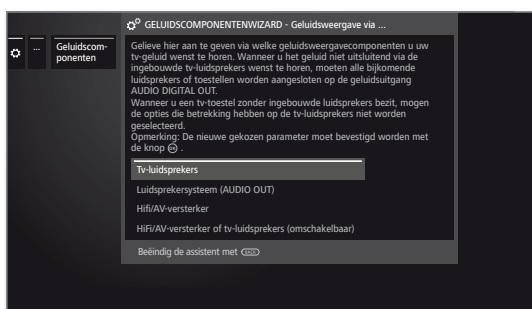 GELUIDSCOMPONENTENWIZARD - Geluidsweergave via ...
...
Geluidscom-
ponenten
Gelieve hier aan te geven via welke geluidsweergavecomponenten u uw
tv-geluid wenst te horen. Wanneer u het geluid niet uitsluitend via de
ingebouwde tv-luidsprekers wenst te horen, moeten alle bijkomende
luidsprekers of toestellen worden aangesloten op de geluidsuitgang
AUDIO DIGITAL OUT.
Wanneer u een tv-toestel zonder ingebouwde luidsprekers bezit, mogen
de opties die betrekking hebben op de tv-luidsprekers niet worden
geselecteerd.
Opmerking: De nieuwe gekozen parameter moet bevestigd worden met
de knop OK .
Tv-luidsprekers
Luidsprekersysteem (AUDIO OUT)
Hifi/AV-versterker
HiFi/AV-versterker of tv-luidsprekers (omschakelbaar)
Beëindig de assistent met BACK